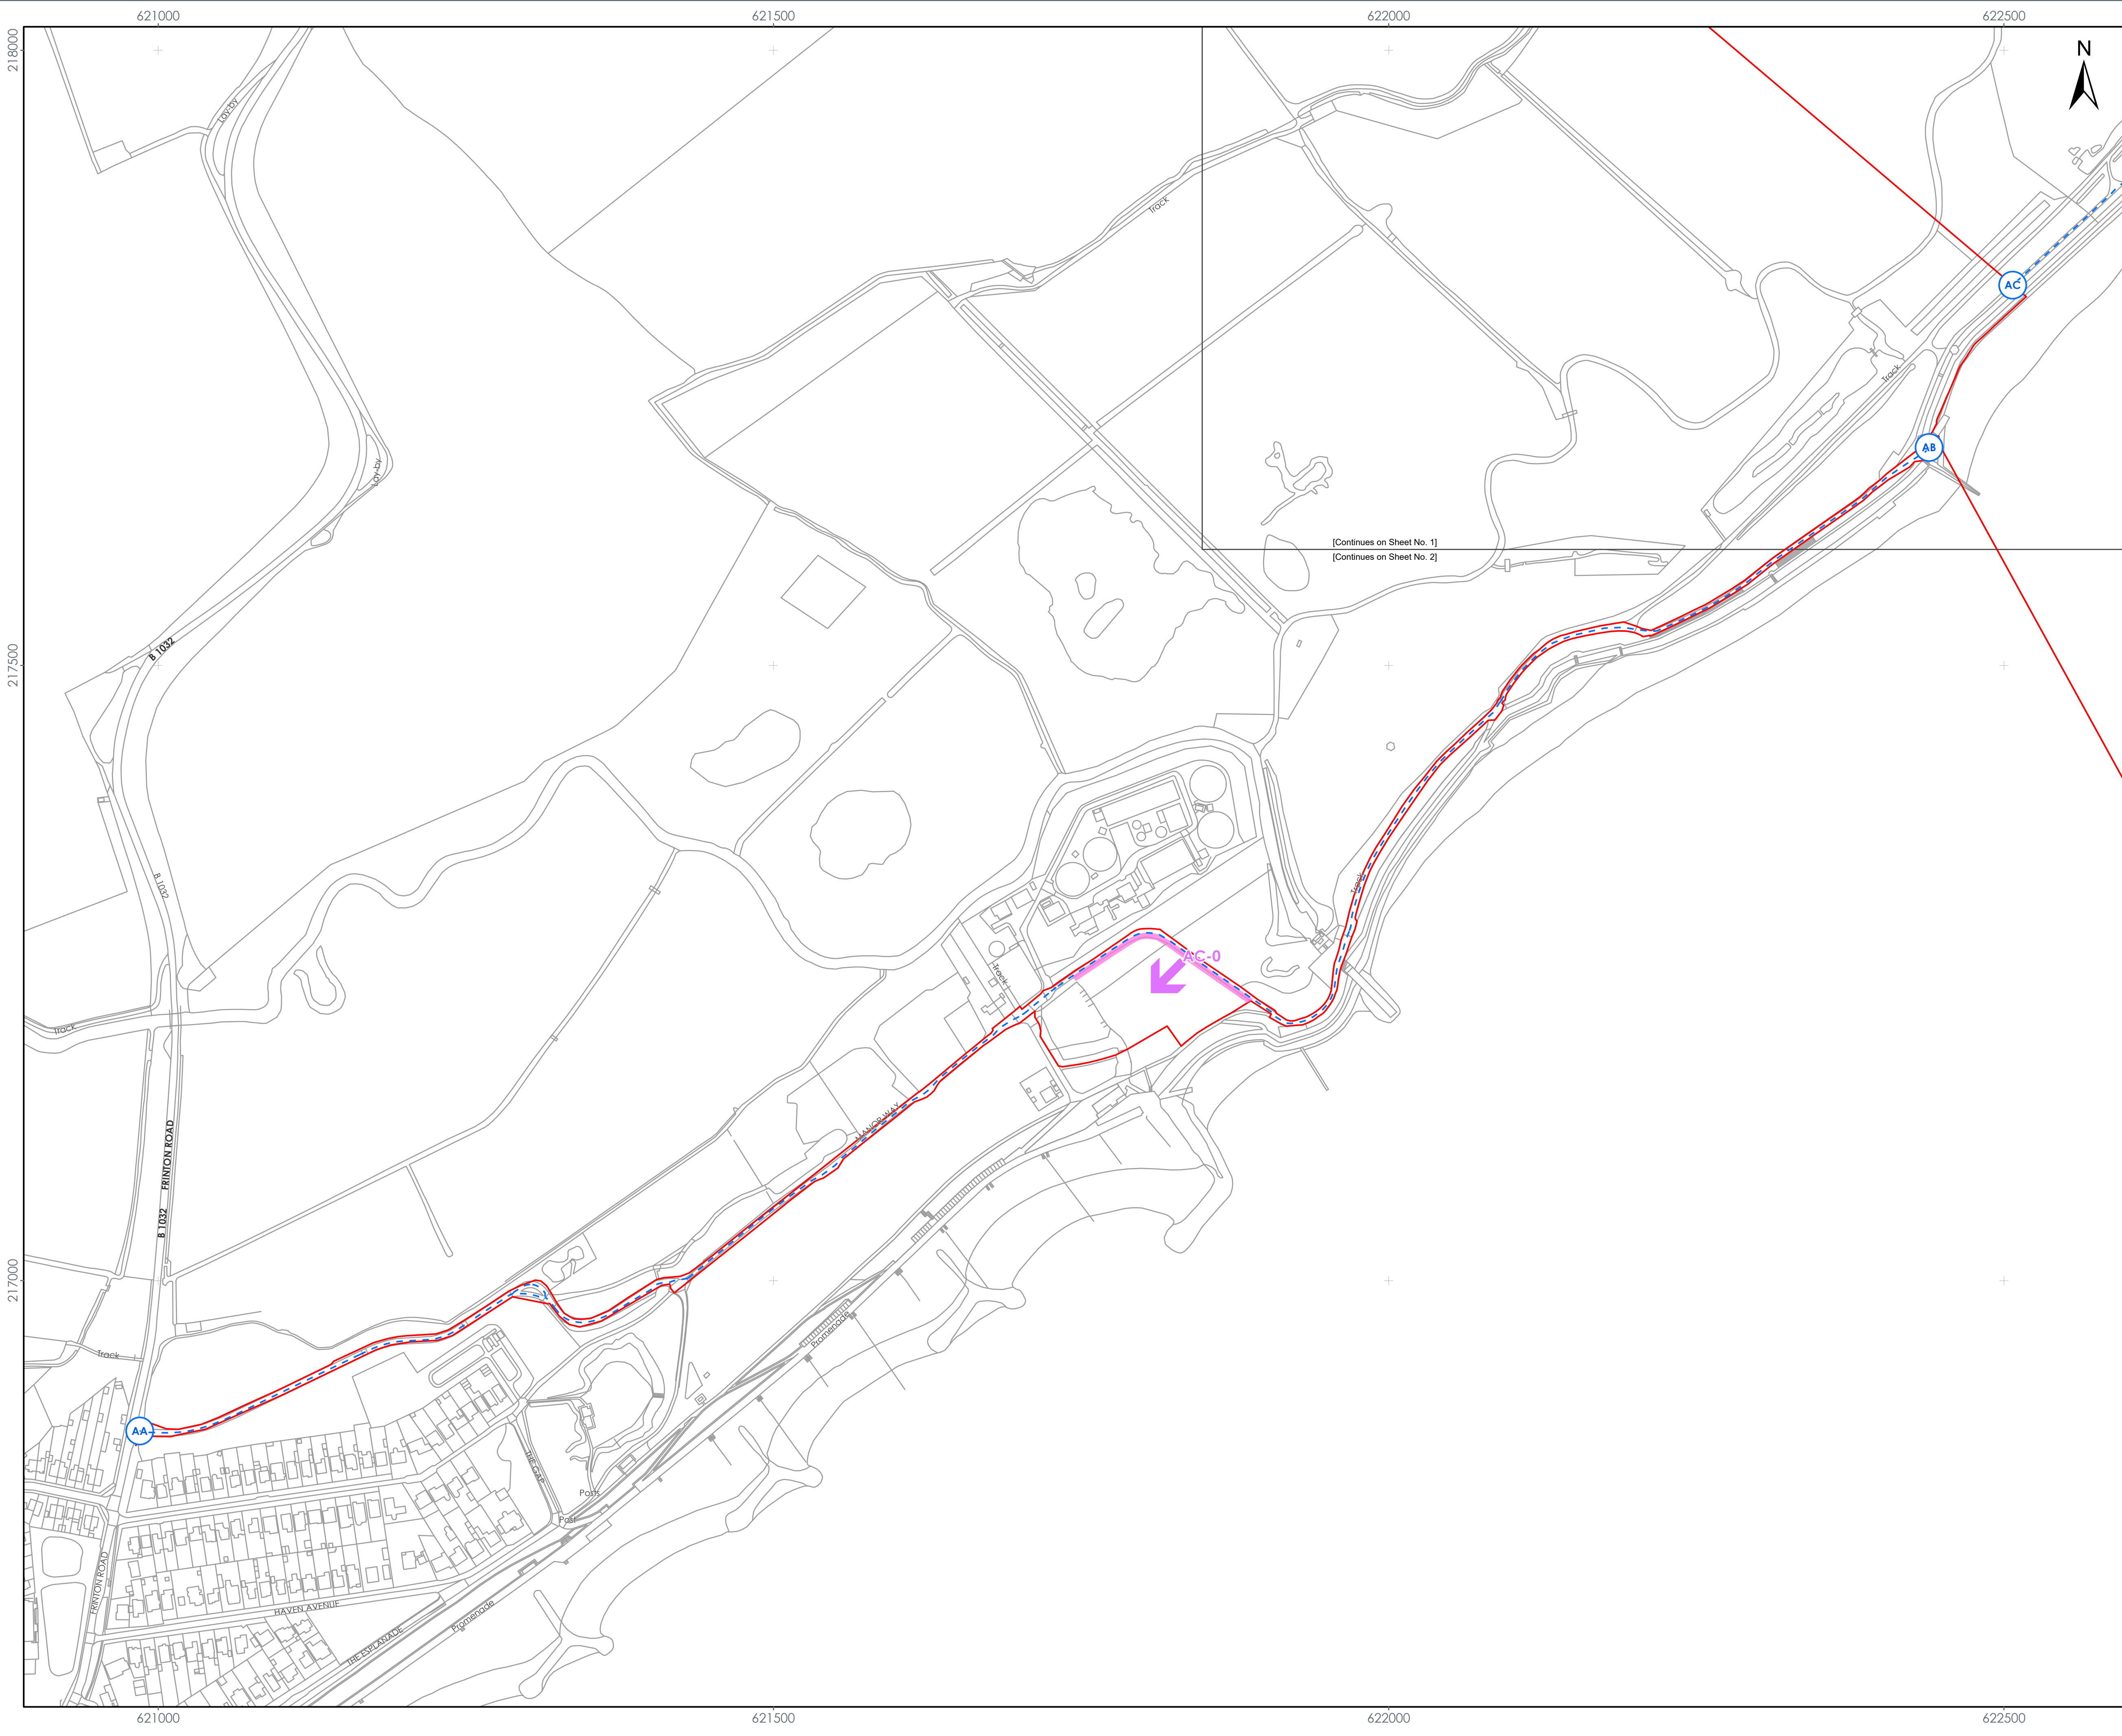 621000
621500
622000
622500
218000
N
Lay-by
Track
AC
Track
AB
Lay-by
[Continues on Sheet No. 1]
[Continues on Sheet No. 2]
B 1032
217500
B 1032
Track
AC-0
Track
Track
MANOR WAY
FRINTON ROAD
B 1032
217000
Promenade
Track
AA
THE GAP
Posts
Post
FRINTON ROAD
HAVEN AVENUE
Promenade
THE ESPLANADE
621000
621500
622000
622500